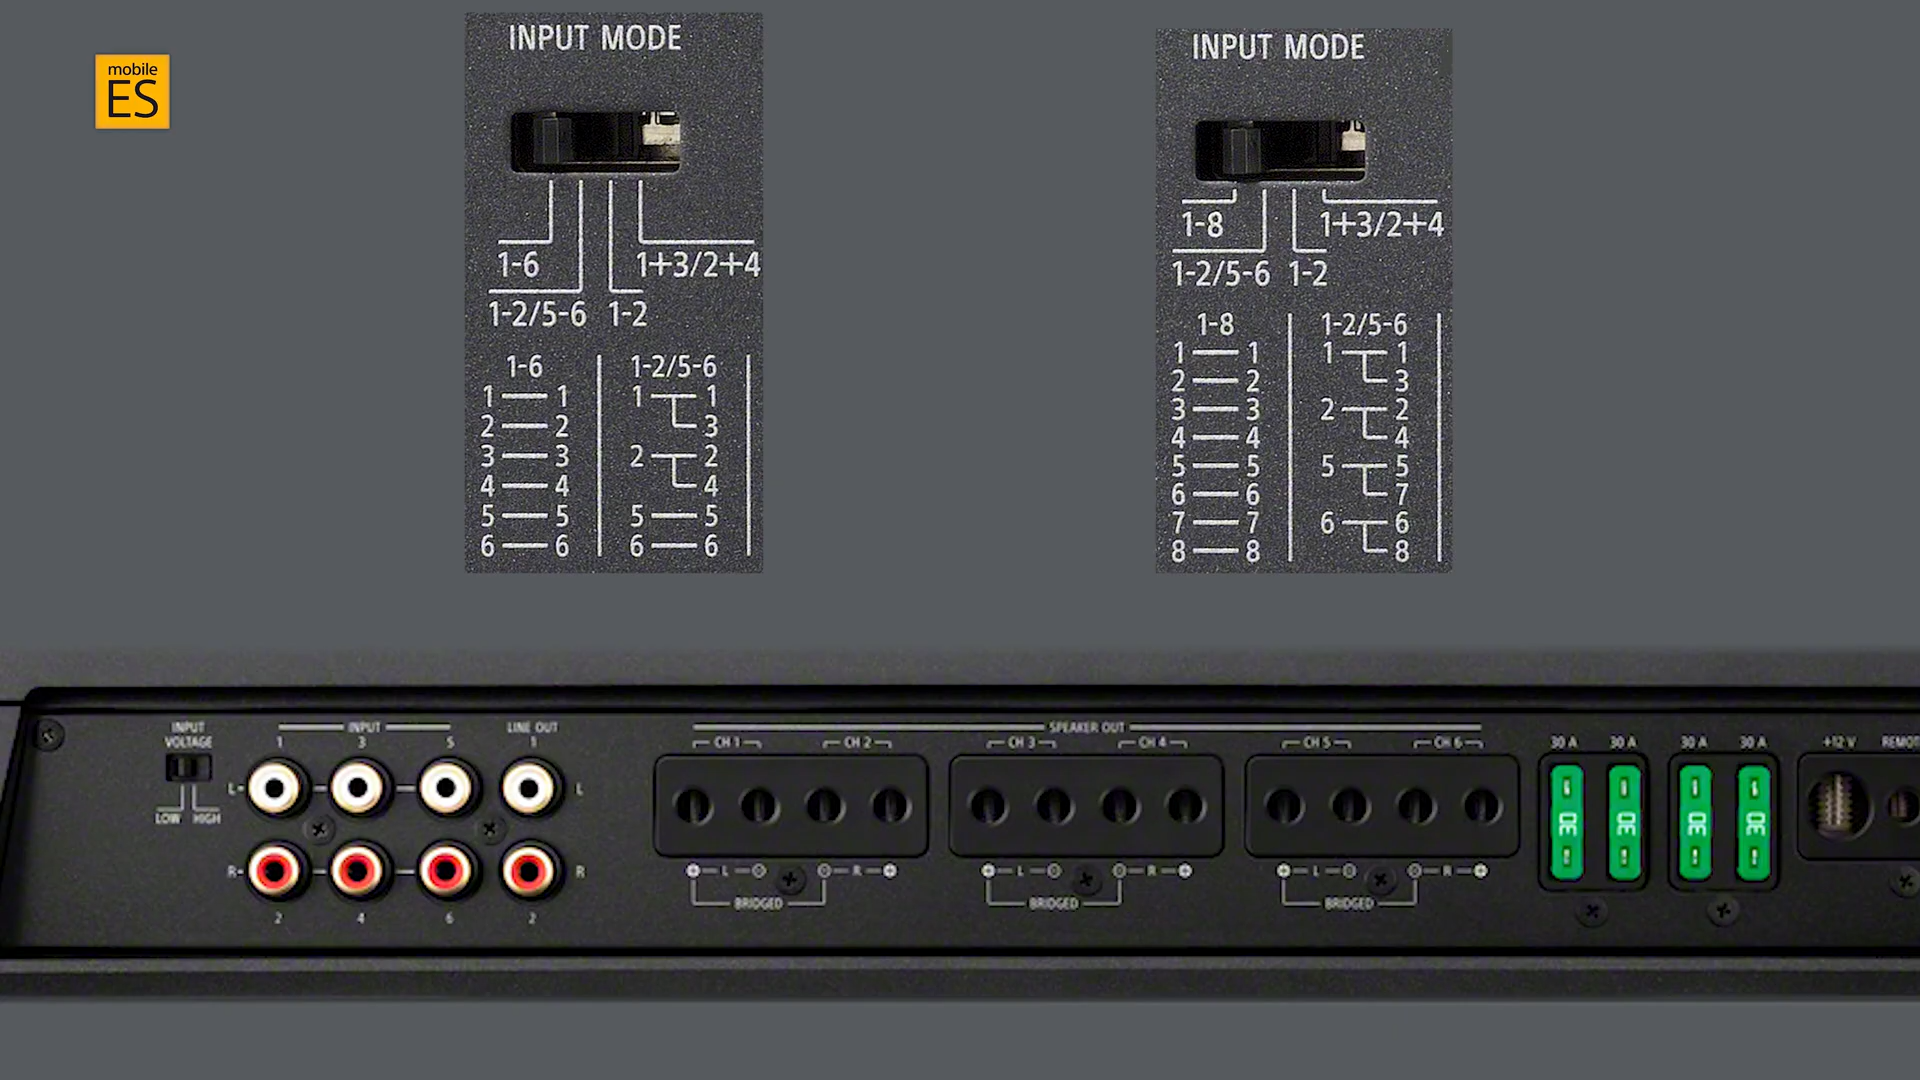 mobile
ES
INPUT MODE
1-6
1+3/2+4
1-2/5-6
1-2
1-6
1-2/5-6
1 1
1 1
2 2
3
3 3
2 2
4 4
4
5 5
5 5
6 6
6 6
INPUT MODE
1-8
1+3/2+4
1-2/5-6
1-2
1-8
1-2/5-6
1 1
1 1
2 2
3
3 3
2 2
4 4
4
5 5
5 5
6 6
7
7 7
6 6
8 8
8
INPUT
VOLTAGE
LOW HIGH
INPUT
1 3 5
LINE OUT
1
L L
R R
2 4 6 2
SPEAKER OUT
CH 1 CH 2 CH 3 CH 4 CH 5 CH 6
+ L - - R +
BRIDGED
+ L - - R +
BRIDGED
+ L - - R +
BRIDGED
30 A 30 A 30 A 30 A
30 30 30 30
+12 V
REMOT